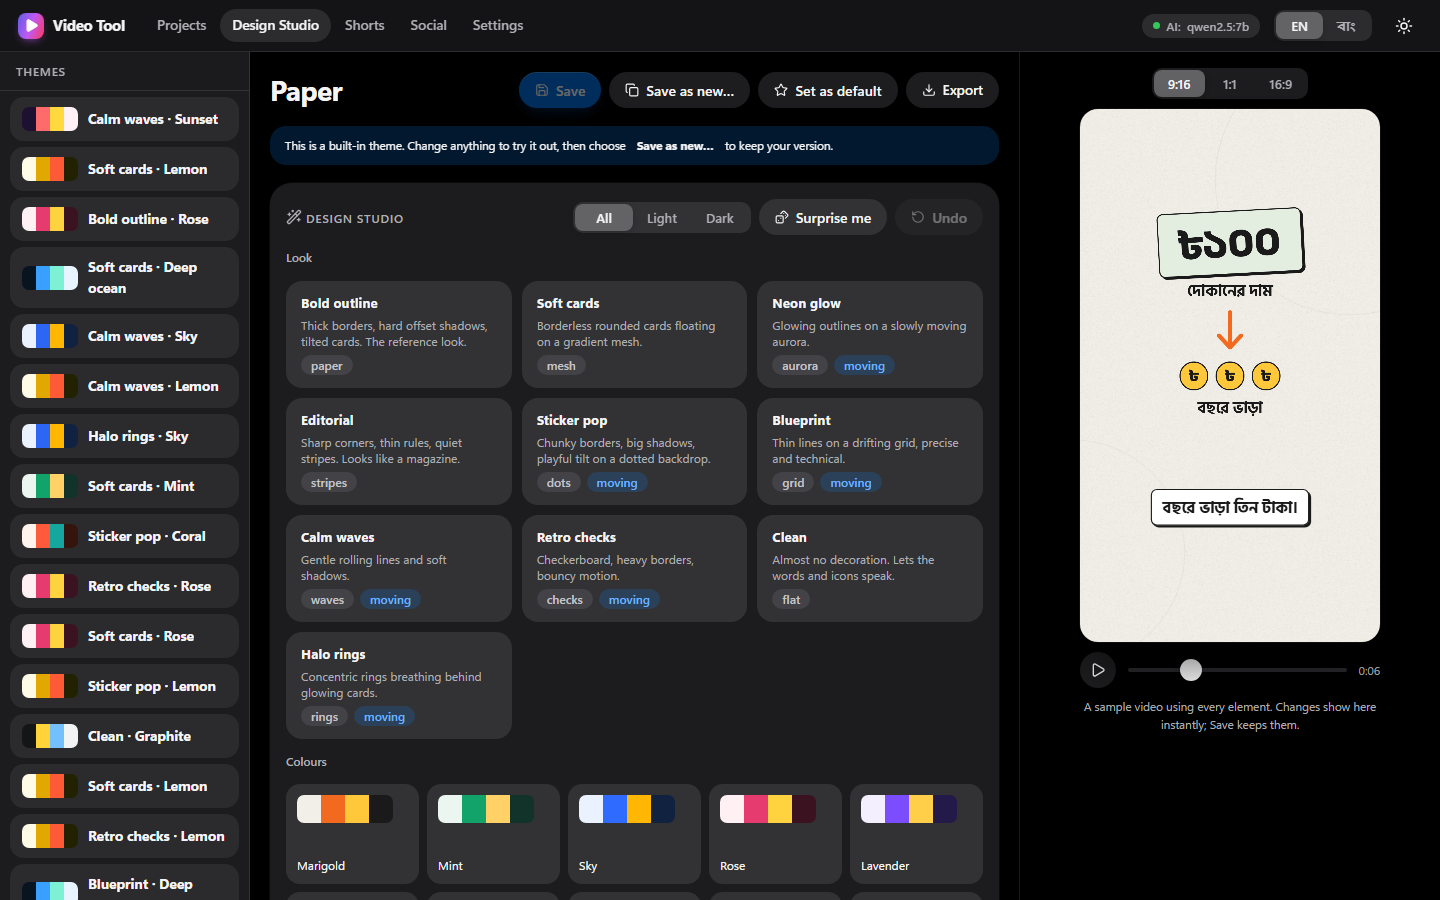 Video Tool
Projects
Design Studio
Shorts
Social
Settings
AI: qwen2.5:7b
EN
বাং
THEMES
Calm waves · Sunset
Soft cards · Lemon
Bold outline · Rose
Soft cards · Deep
ocean
Calm waves · Sky
Calm waves · Lemon
Halo rings · Sky
Soft cards · Mint
Sticker pop · Coral
Retro checks · Rose
Soft cards · Rose
Sticker pop · Lemon
Clean · Graphite
Soft cards · Lemon
Retro checks · Lemon
Blueprint · Deep
Paper
Save
Save as new...
Set as default
Export
This is a built-in theme. Change anything to try it out, then choose Save as new... to keep your version.
DESIGN STUDIO
All
Light
Dark
Surprise me
Undo
Look
Bold outline
Thick borders, hard offset shadows,
tilted cards. The reference look.
paper
Soft cards
Borderless rounded cards floating
on a gradient mesh.
mesh
Neon glow
Glowing outlines on a slowly moving
aurora.
aurora
moving
Editorial
Sharp corners, thin rules, quiet
stripes. Looks like a magazine.
stripes
Sticker pop
Chunky borders, big shadows,
playful tilt on a dotted backdrop.
dots
moving
Blueprint
Thin lines on a drifting grid, precise
and technical.
grid
moving
Calm waves
Gentle rolling lines and soft
shadows.
waves
moving
Retro checks
Checkerboard, heavy borders,
bouncy motion.
checks
moving
Clean
Almost no decoration. Lets the
words and icons speak.
flat
Halo rings
Concentric rings breathing behind
glowing cards.
rings
moving
Colours
Marigold
Mint
Sky
Rose
Lavender
9:16
1:1
16:9
৳১০০
দোকানের দাম
৳ ৳ ৳
বছরে ভাড়া
বছরে ভাড়া তিন টাকা।
0:06
A sample video using every element. Changes show here
instantly; Save keeps them.